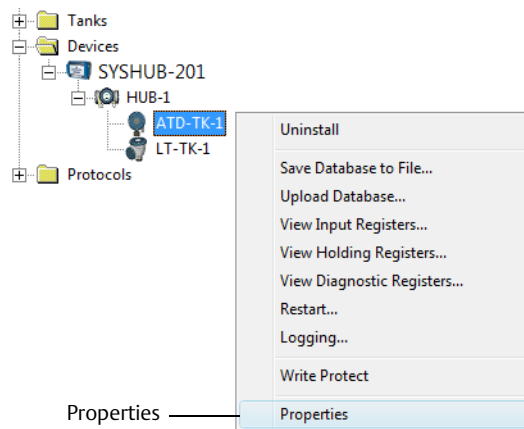 Tanks
Devices
SYSHUB-201
HUB-1
ATD-TK-1
LT-TK-1
Protocols
Uninstall
Save Database to File...
Upload Database...
View Input Registers...
View Holding Registers...
View Diagnostic Registers...
Restart...
Logging...
Write Protect
Properties
Properties